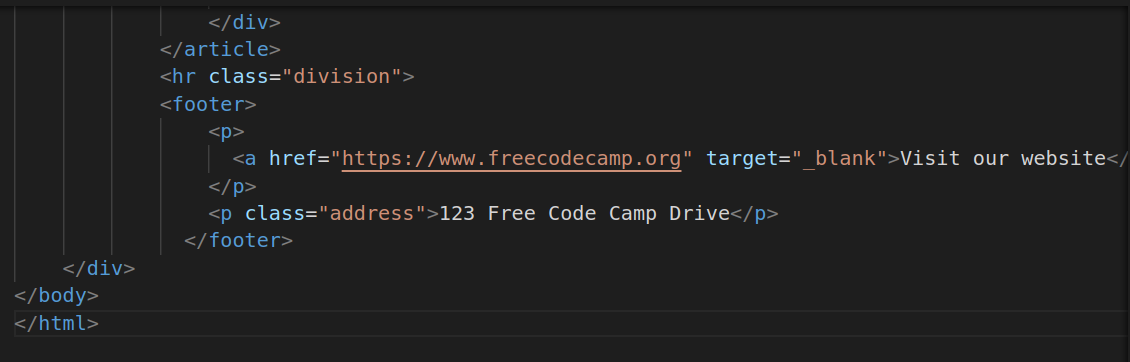 </div>
</article>
<hr class="division">
<footer>
<p>
<a href="https://www.freecodecamp.org" target="_blank">Visit our website</
</p>
<p class="address">123 Free Code Camp Drive</p>
</footer>
</div>
</body>
</html>